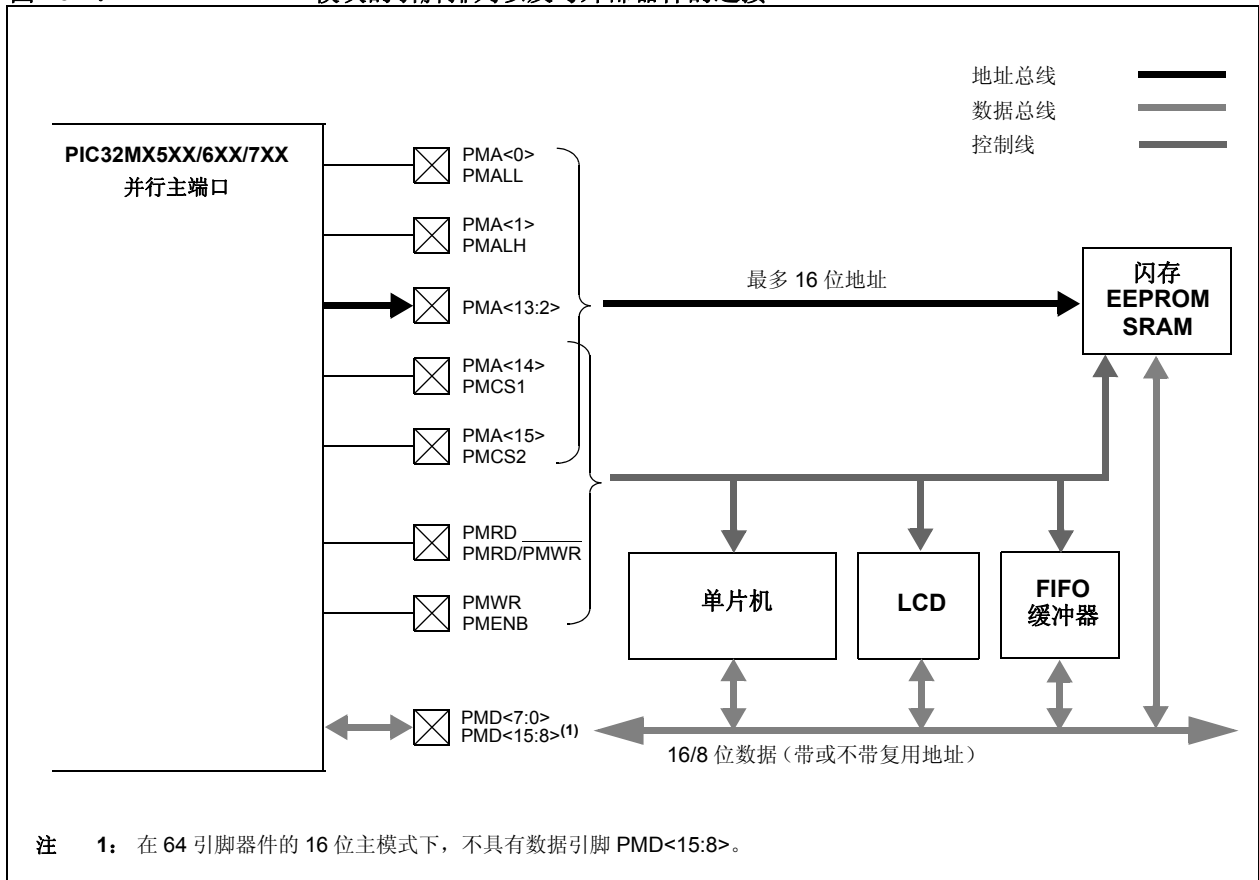 地址总线
数据总线
控制线
PIC32MX5XX/6XX/7XX
并行主端口
PMA<0>
PMALL
PMA<1>
PMALH
PMA<13:2>
PMA<14>
PMCS1
PMA<15>
PMCS2
PMRD
PMRD/PMWR
PMWR
PMENB
PMD<7:0>
PMD<15:8>(1)
最多 16 位地址
闪存
EEPROM
SRAM
单片机
LCD
FIFO
缓冲器
16/8 位数据（带或不带复用地址）
注 1： 在 64 引脚器件的 16 位主模式下，不具有数据引脚 PMD<15:8>。